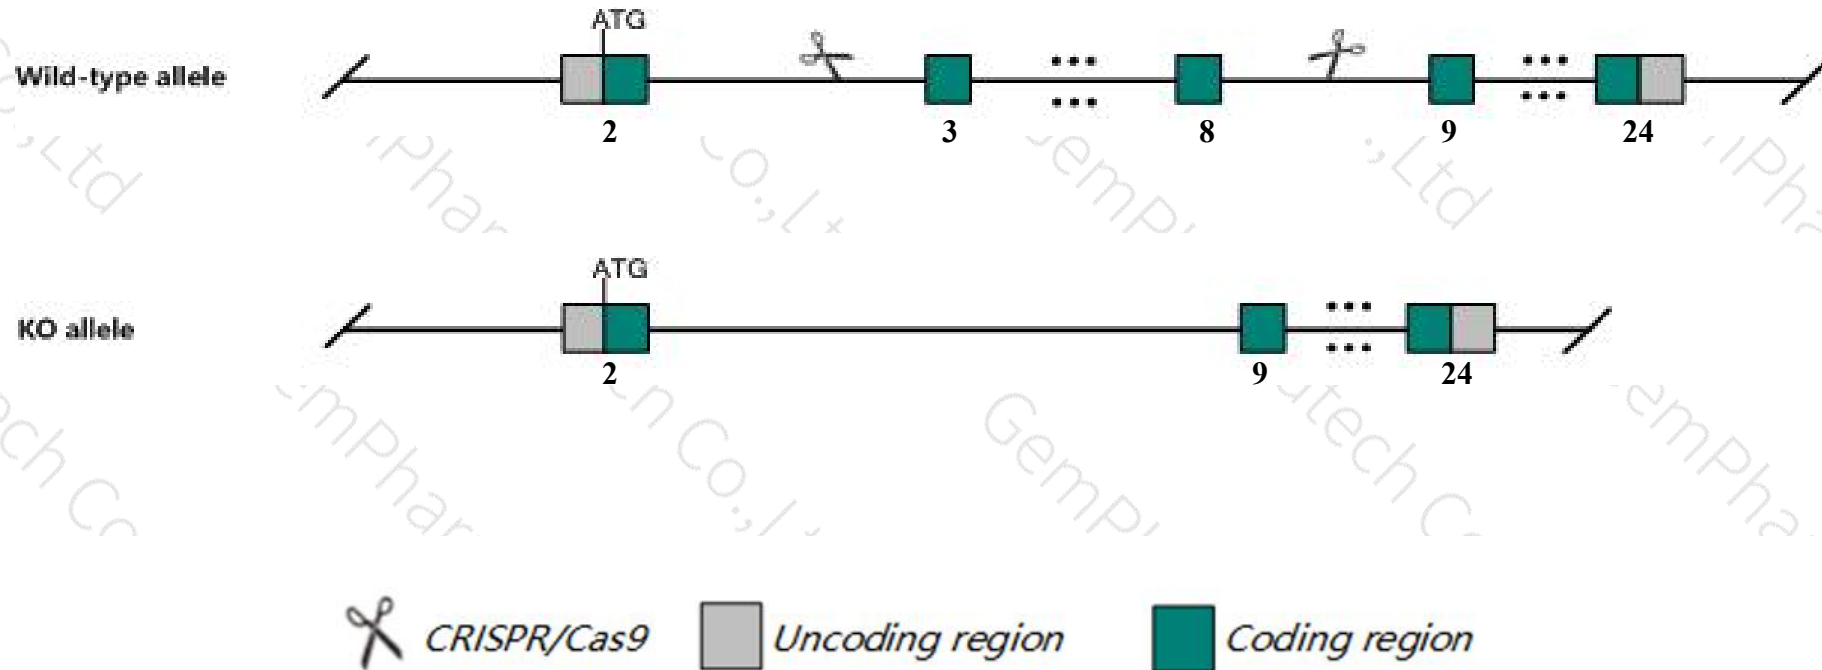 ATG
Wild-type allele
2 3 8 9 24
ATG
KO allele
2 9 24
CRISPR/Cas9 Uncoding region Coding region